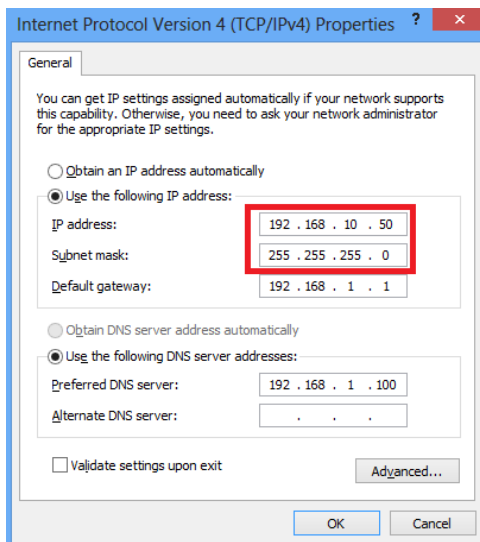 Internet Protocol Version 4 (TCP/IPv4) Properties ? ×
General
You can get IP settings assigned automatically if your network supports
this capability. Otherwise, you need to ask your network administrator
for the appropriate IP settings.
Obtain an IP address automatically
Use the following IP address:
IP address: 192 . 168 . 10 . 50
Subnet mask: 255 . 255 . 255 . 0
Default gateway: 192 . 168 . 1 . 1
Obtain DNS server address automatically
Use the following DNS server addresses:
Preferred DNS server: 192 . 168 . 1 . 100
Alternate DNS server: . . .
Validate settings upon exit
Advanced...
OK Cancel